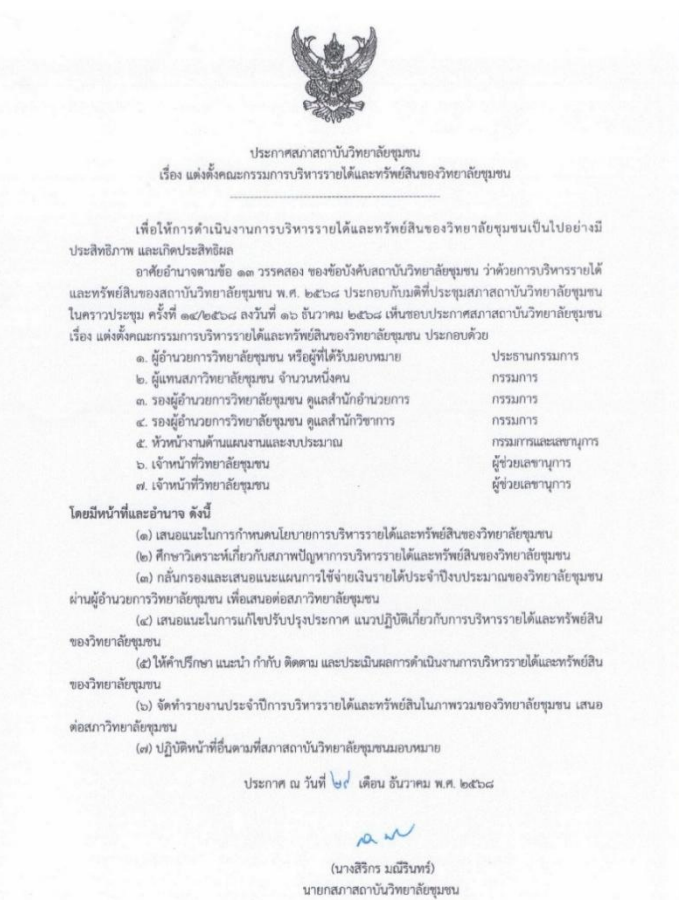 ประกาศสภาสถาบันวิทยาลัยชุมชน
เรื่อง แต่งตั้งคณะกรรมการบริหารรายได้และทรัพย์สินของวิทยาลัยชุมชน
เพื่อให้การดำเนินงานการบริหารรายได้และทรัพย์สินของวิทยาลัยชุมชนเป็นไปอย่างมี
ประสิทธิภาพ และเกิดประสิทธิผล
อาศัยอำนาจตามข้อ ๑๓ วรรคสอง ของข้อบังคับสถาบันวิทยาลัยชุมชน ว่าด้วยการบริหารรายได้
และทรัพย์สินของสถาบันวิทยาลัยชุมชน พ.ศ. ๒๕๖๘ ประกอบกับมติที่ประชุมสภาสถาบันวิทยาลัยชุมชน
ในคราวประชุม ครั้งที่ ๑๔/๒๕๖๘ ลงวันที่ ๑๖ ธันวาคม ๒๕๖๘ เห็นชอบประกาศสภาสถาบันวิทยาลัยชุมชน
เรื่อง แต่งตั้งคณะกรรมการบริหารรายได้และทรัพย์สินของวิทยาลัยชุมชน ประกอบด้วย
๑. ผู้อำนวยการวิทยาลัยชุมชน หรือผู้ที่ได้รับมอบหมาย ประธานกรรมการ
๒. ผู้แทนสภาวิทยาลัยชุมชน จำนวนหนึ่งคน กรรมการ
๓. รองผู้อำนวยการวิทยาลัยชุมชน ดูแลสำนักอำนวยการ กรรมการ
๔. รองผู้อำนวยการวิทยาลัยชุมชน ดูแลสำนักวิชาการ กรรมการ
๕. หัวหน้างานด้านแผนงานและงบประมาณ กรรมการและเลขานุการ
๖. เจ้าหน้าที่วิทยาลัยชุมชน ผู้ช่วยเลขานุการ
๗. เจ้าหน้าที่วิทยาลัยชุมชน ผู้ช่วยเลขานุการ
โดยมีหน้าที่และอำนาจ ดังนี้
(๑) เสนอแนะในการกำหนดนโยบายการบริหารรายได้และทรัพย์สินของวิทยาลัยชุมชน
(๒) ศึกษาวิเคราะห์เกี่ยวกับสภาพปัญหาการบริหารรายได้และทรัพย์สินของวิทยาลัยชุมชน
(๓) กลั่นกรองและเสนอแนะแผนการใช้จ่ายเงินรายได้ประจำปีงบประมาณของวิทยาลัยชุมชน
ผ่านผู้อำนวยการวิทยาลัยชุมชน เพื่อเสนอต่อสภาวิทยาลัยชุมชน
(๔) เสนอแนะในการแก้ไขปรับปรุงประกาศ แนวปฏิบัติเกี่ยวกับการบริหารรายได้และทรัพย์สิน
ของวิทยาลัยชุมชน
(๕) ให้คำปรึกษา แนะนำ กำกับ ติดตาม และประเมินผลการดำเนินงานการบริหารรายได้และทรัพย์สิน
ของวิทยาลัยชุมชน
(๖) จัดทำรายงานประจำปีการบริหารรายได้และทรัพย์สินในภาพรวมของวิทยาลัยชุมชน เสนอ
ต่อสภาวิทยาลัยชุมชน
(๗) ปฏิบัติหน้าที่อื่นตามที่สภาสถาบันวิทยาลัยชุมชนมอบหมาย
ประกาศ ณ วันที่ ๒๙ เดือน ธันวาคม พ.ศ. ๒๕๖๘
(นางสิริกร มณีรินทร์)
นายกสภาสถาบันวิทยาลัยชุมชน